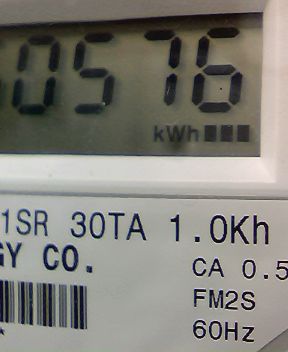 0576
kWh
1SR 30TA 1.0Kh
GY CO.
CA 0.5
FM2S
60Hz